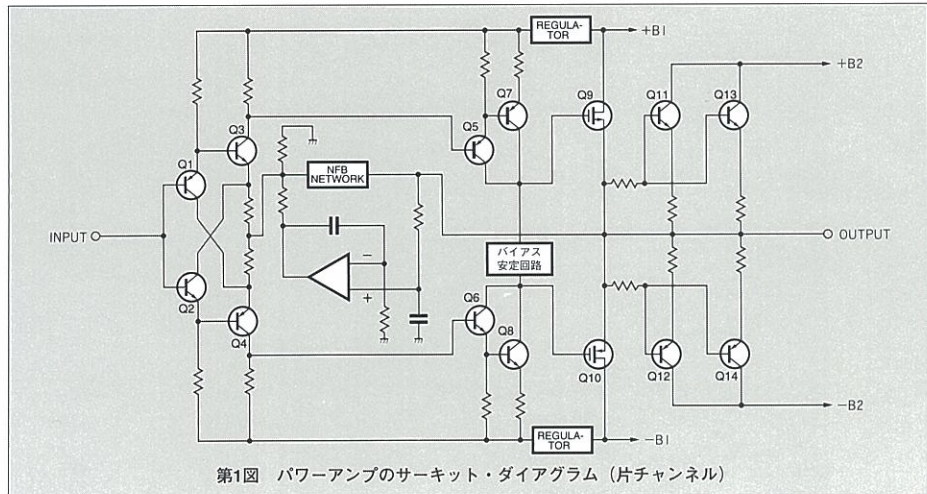 REGULA-
TOR
+B1
+B2
Q7
Q9
Q11
Q13
Q3
Q5
Q1
NFB
NETWORK
INPUT
OUTPUT
バイアス
安定回路
−
+
Q2
Q6
Q4
Q8
Q10
Q12
Q14
−B2
REGULA-
TOR
−B1
第1図 パワーアンプのサーキット・ダイアグラム（片チャンネル）